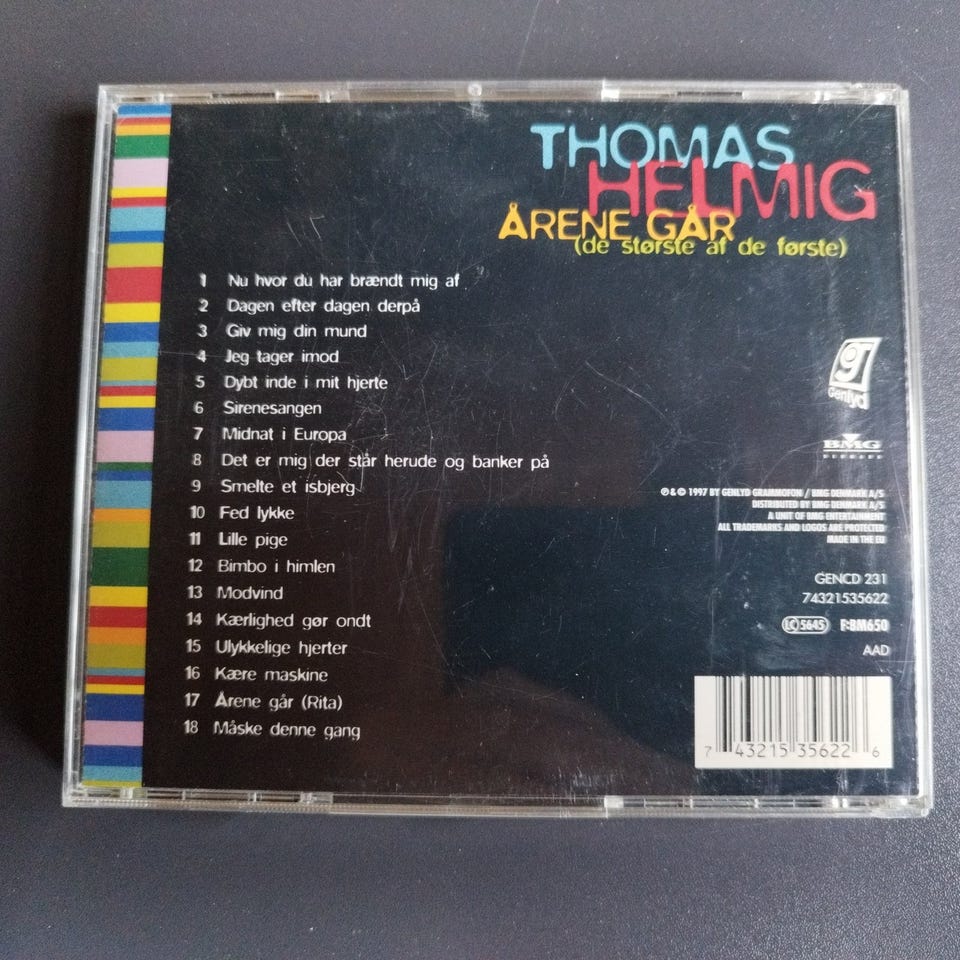 THOMAS
HELMIG
ÅRENE GÅR
(de største af de første)
1 Nu hvor du har brændt mig af
2 Dagen efter dagen derpå
3 Giv mig din mund
4 Jeg tager imod
5 Dybt inde i mit hjerte
6 Sirenesangen
7 Midnat i Europa
8 Det er mig der står herude og banker på
9 Smelte et isbjerg
10 Fed lykke
11 Lille pige
12 Bimbo i himlen
13 Modvind
14 Kærlighed gør ondt
15 Ulykkelige hjerter
16 Kære maskine
17 Årene går (Rita)
18 Måske denne gang
g
Genlyd
BMG
℗ & © 1997 BY GENLYD GRAMMOFON / BMG DENMARK A/S
DISTRIBUTED BY BMG DENMARK A/S
A UNIT OF BMG ENTERTAINMENT
ALL TRADEMARKS AND LOGOS ARE PROTECTED
MADE IN THE EU
GENCD 231
74321535622
LC 5645 F:BM650
AAD
7 43215 35622 6